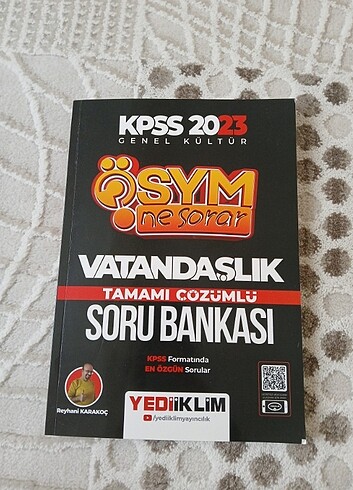 KPSS 2023
GENEL KÜLTÜR
ÖSYM
ne sorar
VATANDAŞLIK
TAMAMI ÇÖZÜMLÜ
SORU BANKASI
KPSS Formatında
EN ÖZGÜN Sorular
Reyhani KARAKOÇ
YEDİİKLİM
/yediiklimyayincilik